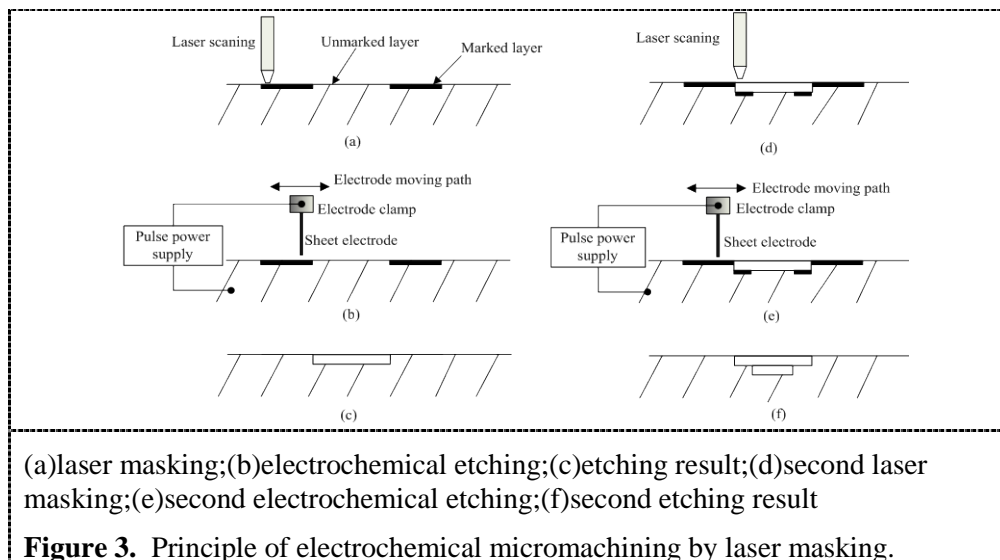 Laser scaning
Unmarked layer
Marked layer
(a)
Laser scaning
(d)
Electrode moving path
Electrode clamp
Pulse power
supply
Sheet electrode
(b)
Electrode moving path
Electrode clamp
Pulse power
supply
Sheet electrode
(e)
(c)
(f)
(a)laser masking;(b)electrochemical etching;(c)etching result;(d)second laser
masking;(e)second electrochemical etching;(f)second etching result
Figure 3. Principle of electrochemical micromachining by laser masking.